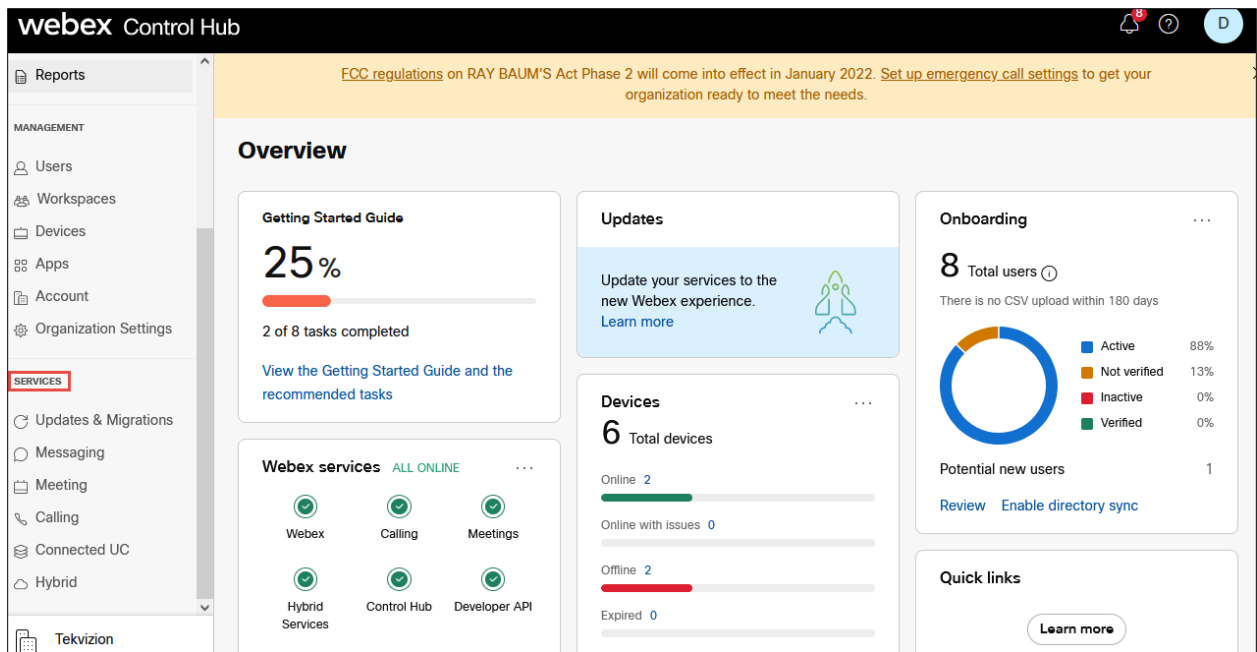 webex Control Hub
8
D
Reports
MANAGEMENT
Users
Workspaces
Devices
Apps
Account
Organization Settings
SERVICES
Updates & Migrations
Messaging
Meeting
Calling
Connected UC
Hybrid
Tekvizion
FCC regulations on RAY BAUM'S Act Phase 2 will come into effect in January 2022. Set up emergency call settings to get your
organization ready to meet the needs.
Overview
Getting Started Guide
25%
2 of 8 tasks completed
View the Getting Started Guide and the
recommended tasks
Webex services ALL ONLINE ...
Webex Calling Meetings
Hybrid
Services
Control Hub Developer API
Updates
Update your services to the
new Webex experience.
Learn more
Devices ...
6 Total devices
Online 2
Online with issues 0
Offline 2
Expired 0
Onboarding ...
8 Total users
There is no CSV upload within 180 days
Active 88%
Not verified 13%
Inactive 0%
Verified 0%
Potential new users 1
Review Enable directory sync
Quick links
Learn more